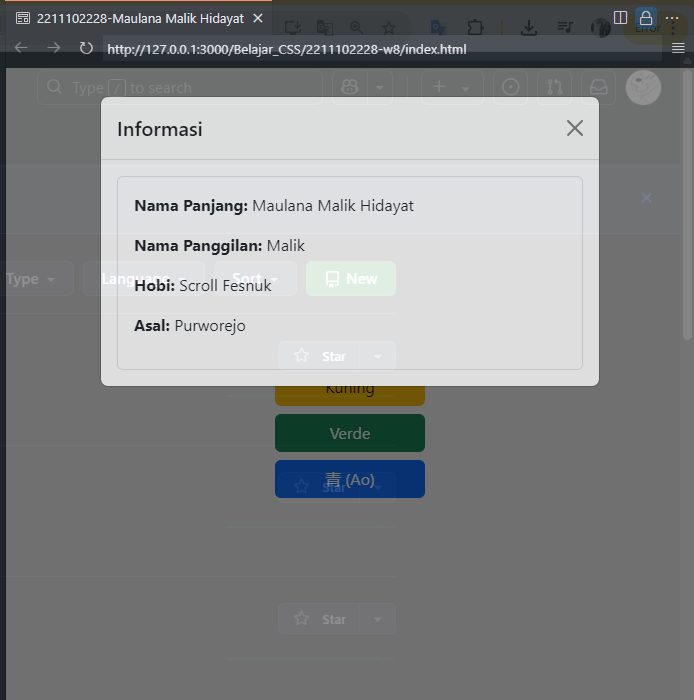 2211102228-Maulana Malik Hidayat
Error
http://127.0.0.1:3000/Belajar_CSS/2211102228-w8/index.html
Type / to search
Informasi
Nama Panjang: Maulana Malik Hidayat
Nama Panggilan: Malik
Type Language Sort New
Hobi: Scroll Fesnuk
Asal: Purworejo
Star
Kuning
Verde
青 (Ao)
Star
Star